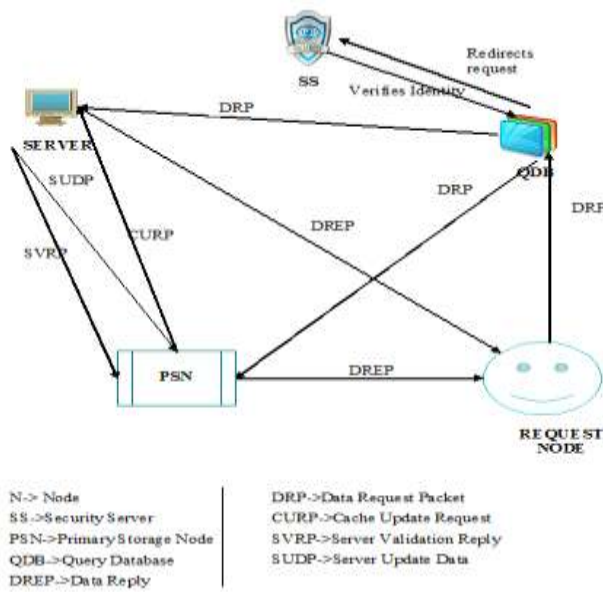 Redirects
request
SS
Verifies Identity
DRP
SERVER
QDB
SUDP
DRP
DRP
DREP
CURP
SVRP
PSN
DREP
REQUEST
NODE
N-> Node
SS->Security Server
PSN->Primary Storage Node
QDB->Query Database
DREP->Data Reply
DRP->Data Request Packet
CURP->Cache Update Request
SVRP->Server Validation Reply
SUDP->Server Update Data